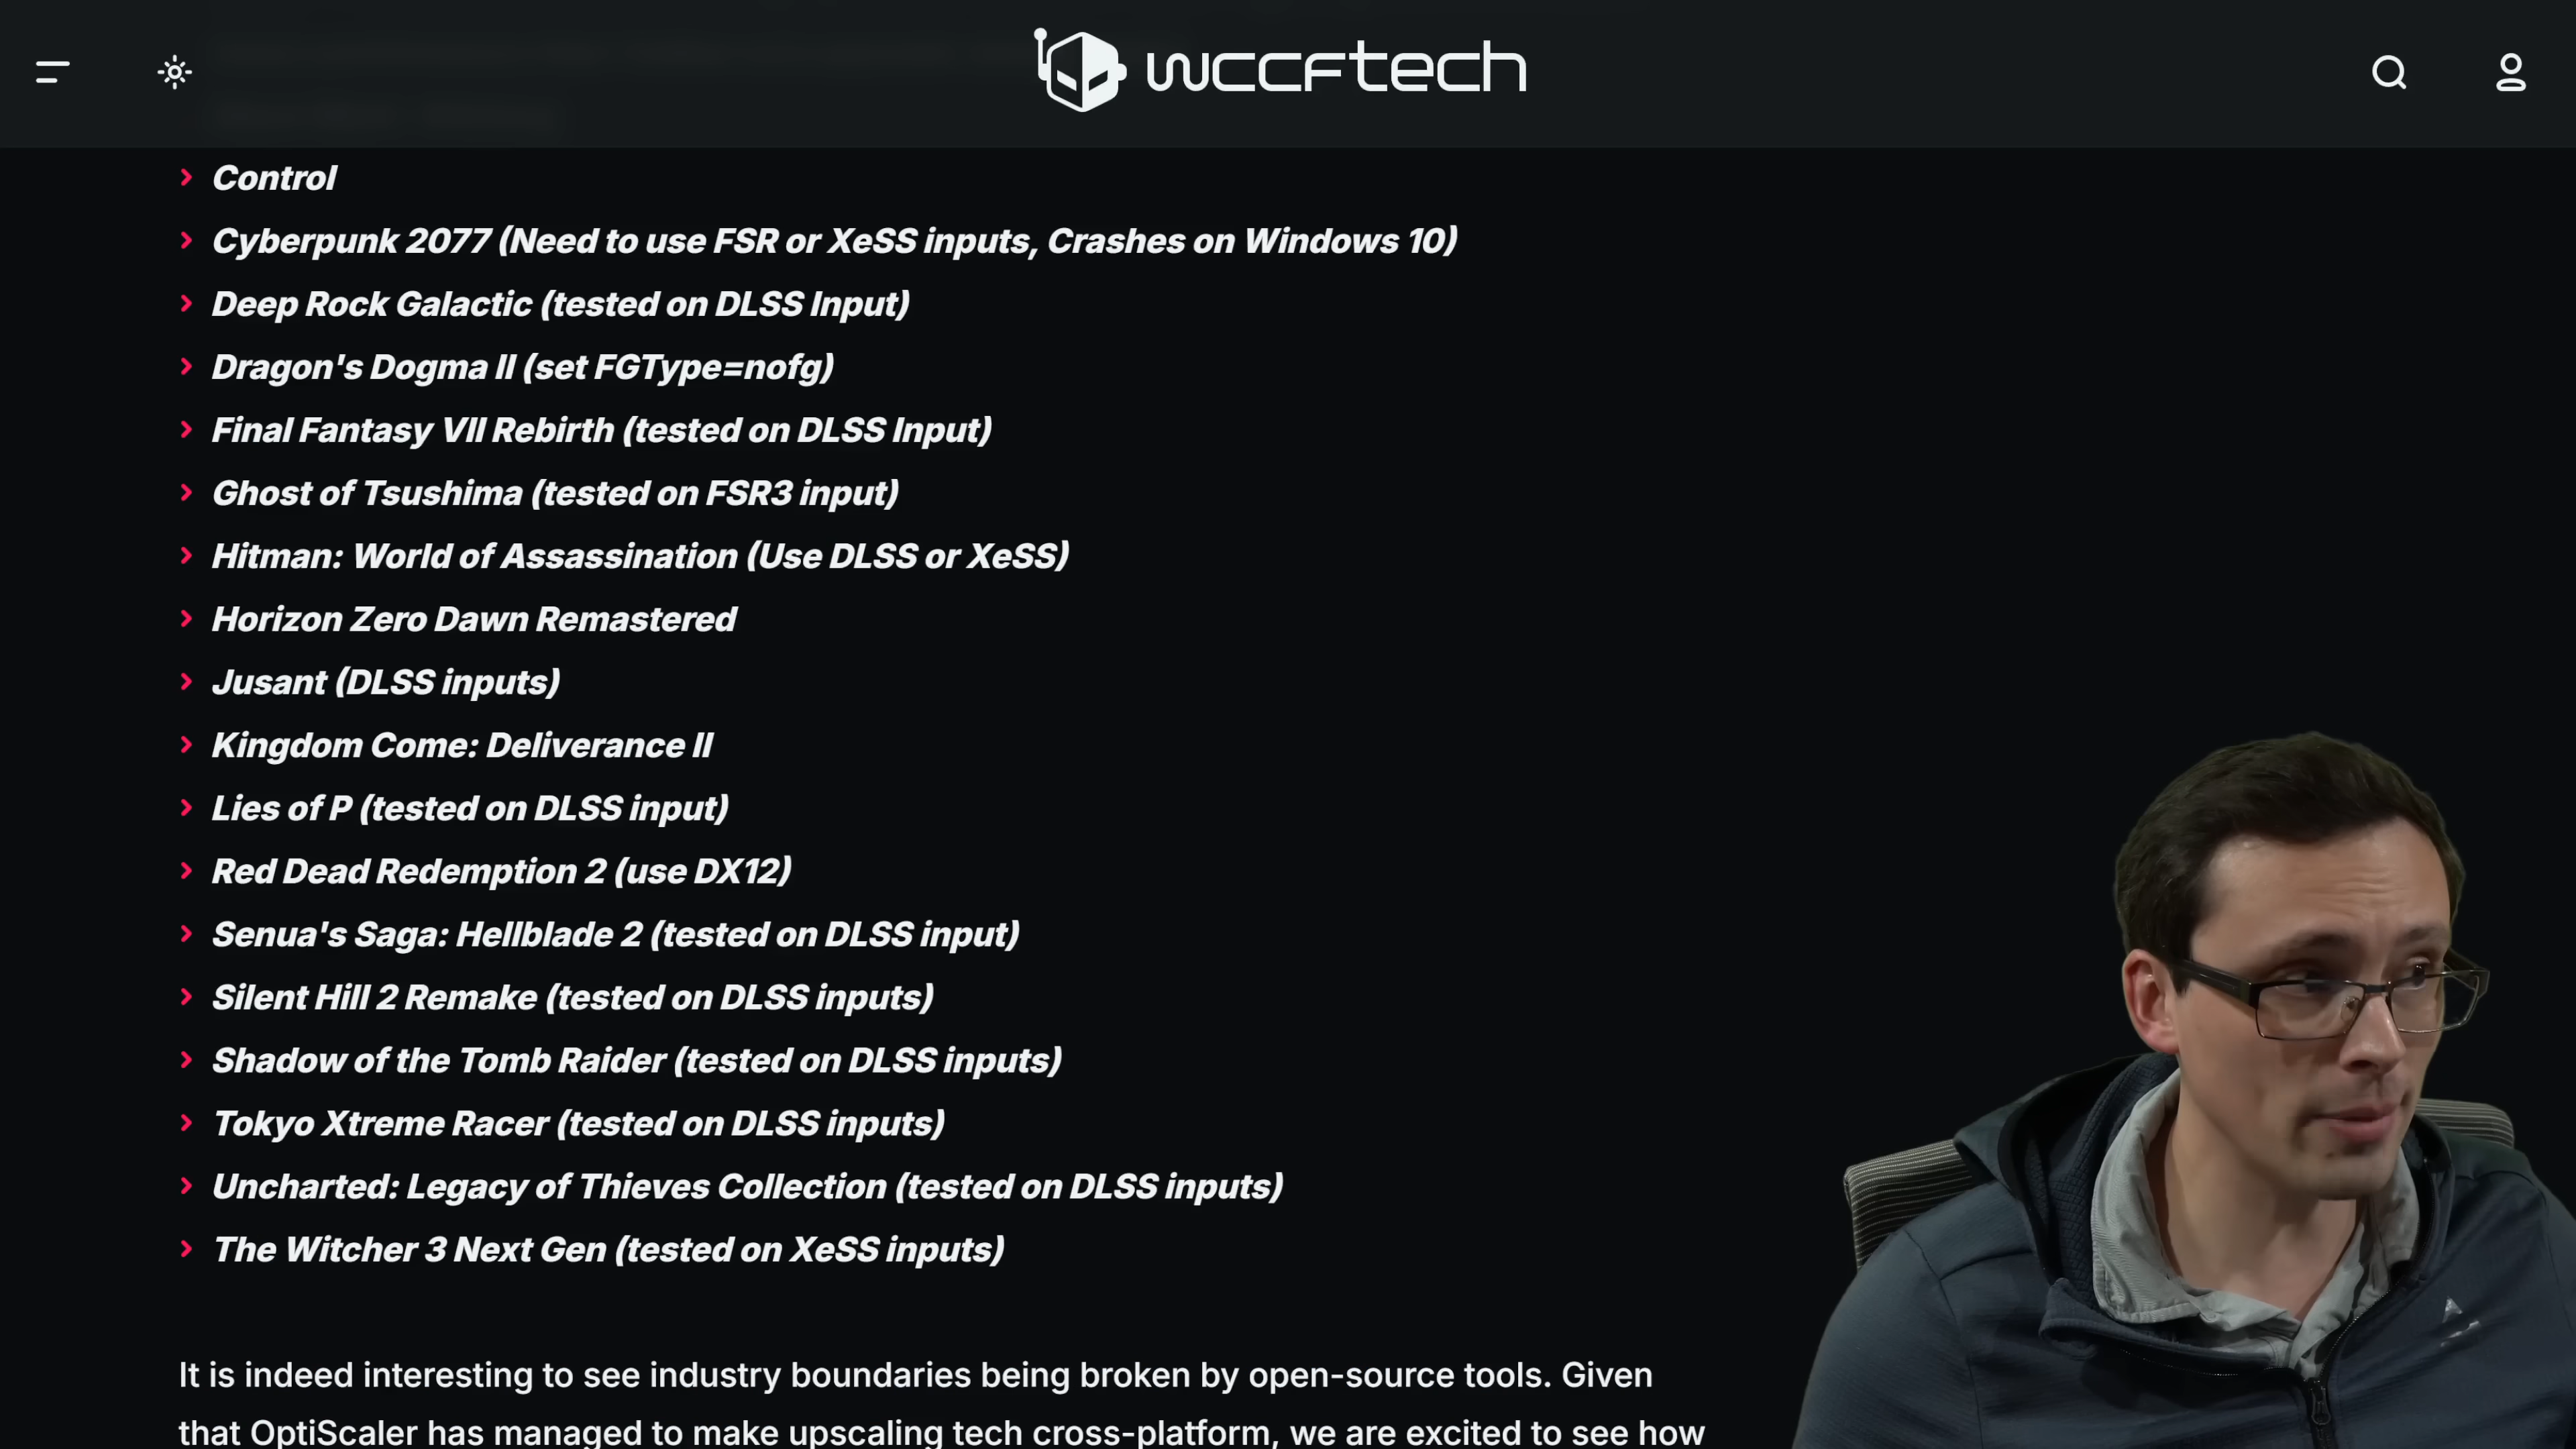 wccftech
Control
Cyberpunk 2077 (Need to use FSR or XeSS inputs, Crashes on Windows 10)
Deep Rock Galactic (tested on DLSS Input)
Dragon's Dogma II (set FGType=nofg)
Final Fantasy VII Rebirth (tested on DLSS Input)
Ghost of Tsushima (tested on FSR3 input)
Hitman: World of Assassination (Use DLSS or XeSS)
Horizon Zero Dawn Remastered
Jusant (DLSS inputs)
Kingdom Come: Deliverance II
Lies of P (tested on DLSS input)
Red Dead Redemption 2 (use DX12)
Senua's Saga: Hellblade 2 (tested on DLSS input)
Silent Hill 2 Remake (tested on DLSS inputs)
Shadow of the Tomb Raider (tested on DLSS inputs)
Tokyo Xtreme Racer (tested on DLSS inputs)
Uncharted: Legacy of Thieves Collection (tested on DLSS inputs)
The Witcher 3 Next Gen (tested on XeSS inputs)
It is indeed interesting to see industry boundaries being broken by open-source tools. Given
that OptiScaler has managed to make upscaling tech cross-platform, we are excited to see how